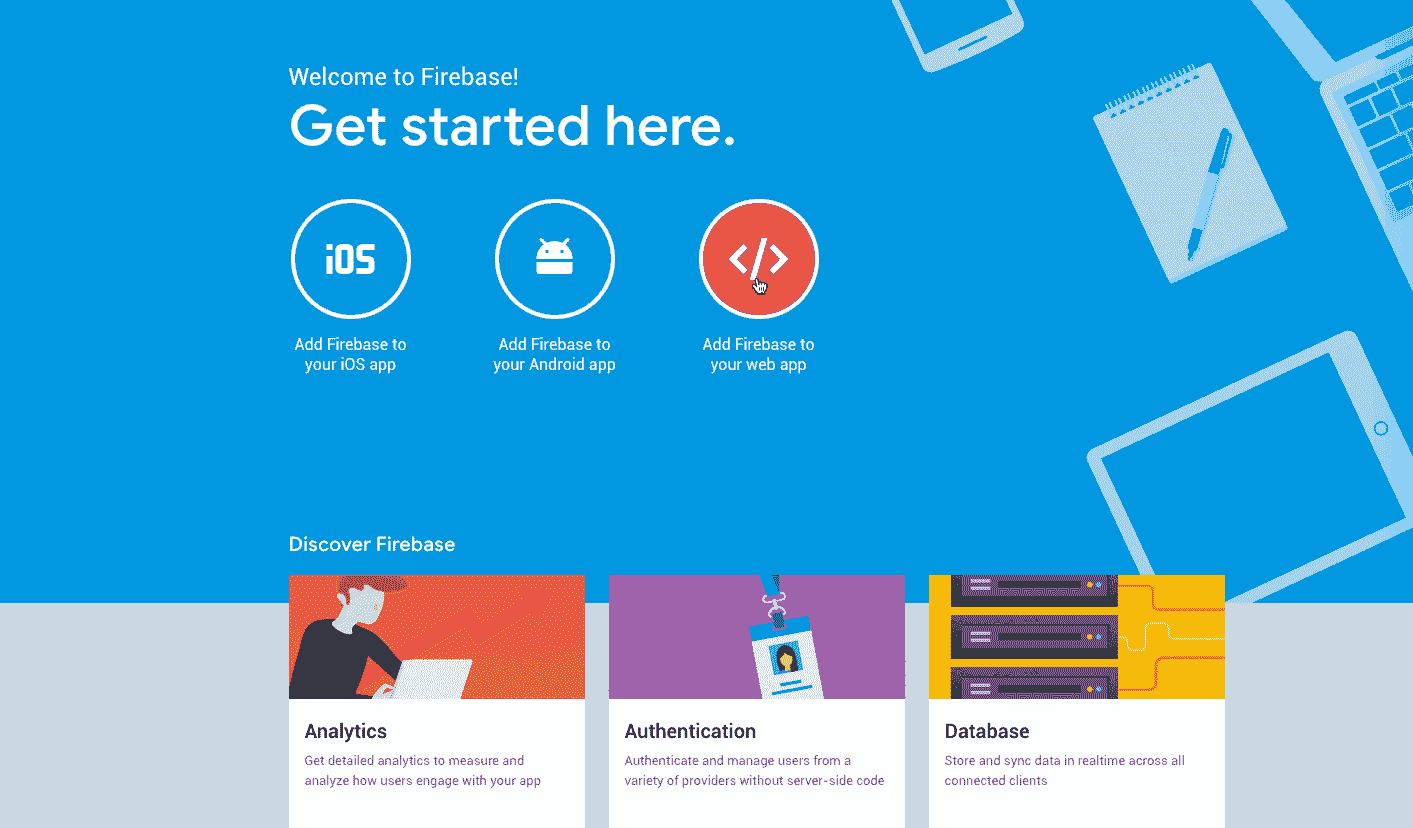 Welcome to Firebase!
Get started here.
iOS
</>
Add Firebase to
your iOS app
Add Firebase to
your Android app
Add Firebase to
your web app
Discover Firebase
Analytics
Get detailed analytics to measure and
analyze how users engage with your app
Authentication
Authenticate and manage users from a
variety of providers without server-side code
Database
Store and sync data in realtime across all
connected clients